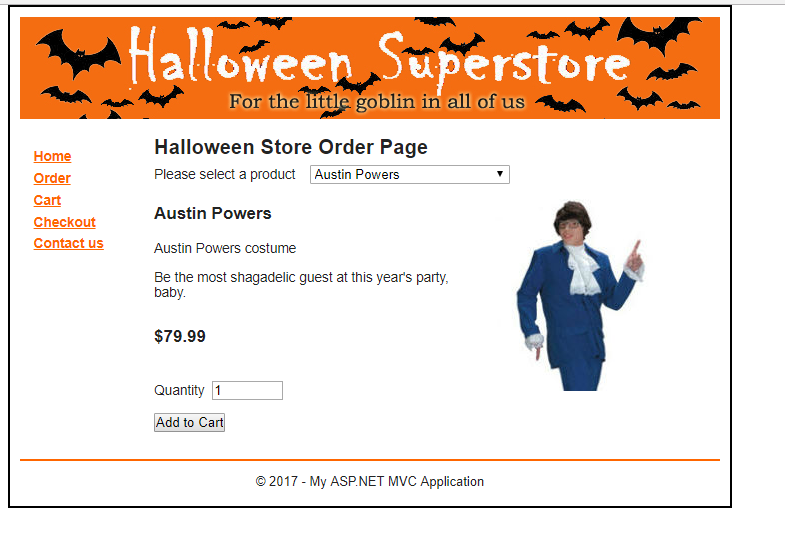 Halloween Superstore
For the little goblin in all of us
Home
Order
Cart
Checkout
Contact us
Halloween Store Order Page
Please select a product Austin Powers
Austin Powers
Austin Powers costume
Be the most shagadelic guest at this year's party,
baby.
$79.99
Quantity 1
Add to Cart
© 2017 - My ASP.NET MVC Application